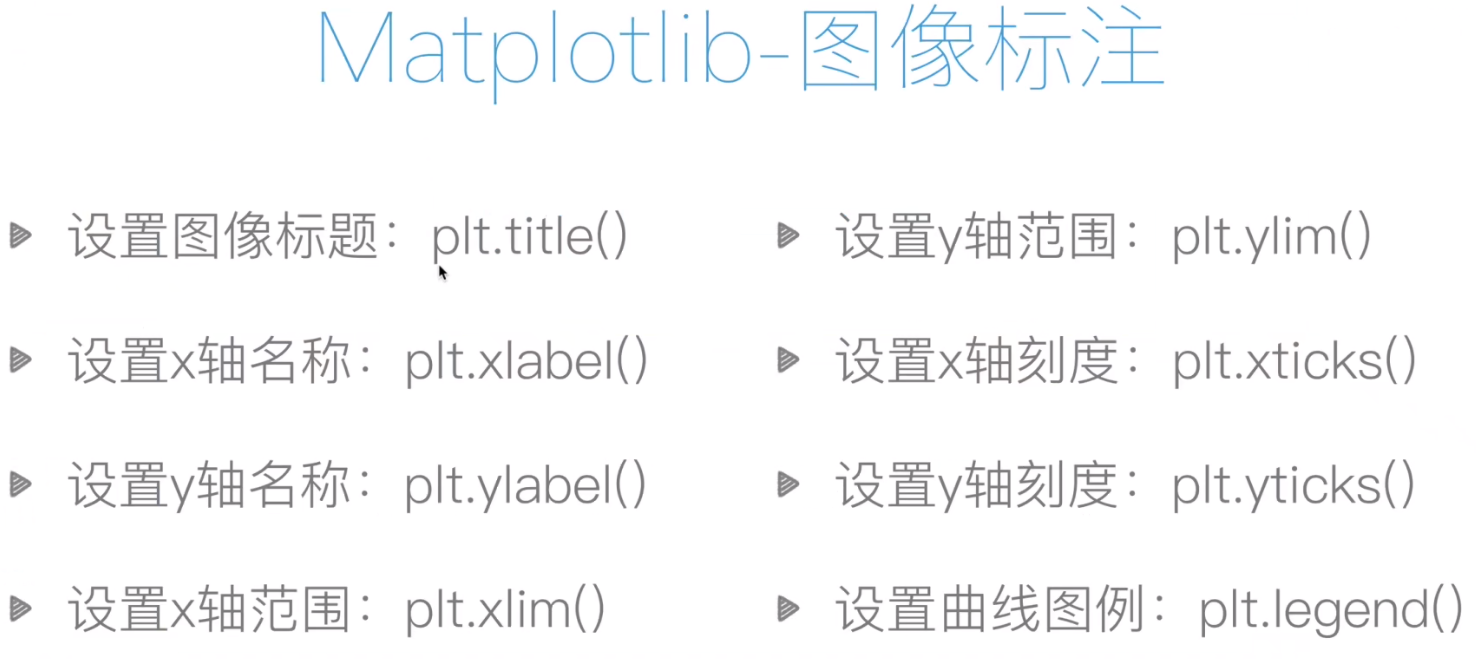 Matplotlib-图像标注
设置图像标题：plt.title()
设置x轴名称：plt.xlabel()
设置y轴名称：plt.ylabel()
设置x轴范围：plt.xlim()
设置y轴范围：plt.ylim()
设置x轴刻度：plt.xticks()
设置y轴刻度：plt.yticks()
设置曲线图例：plt.legend()